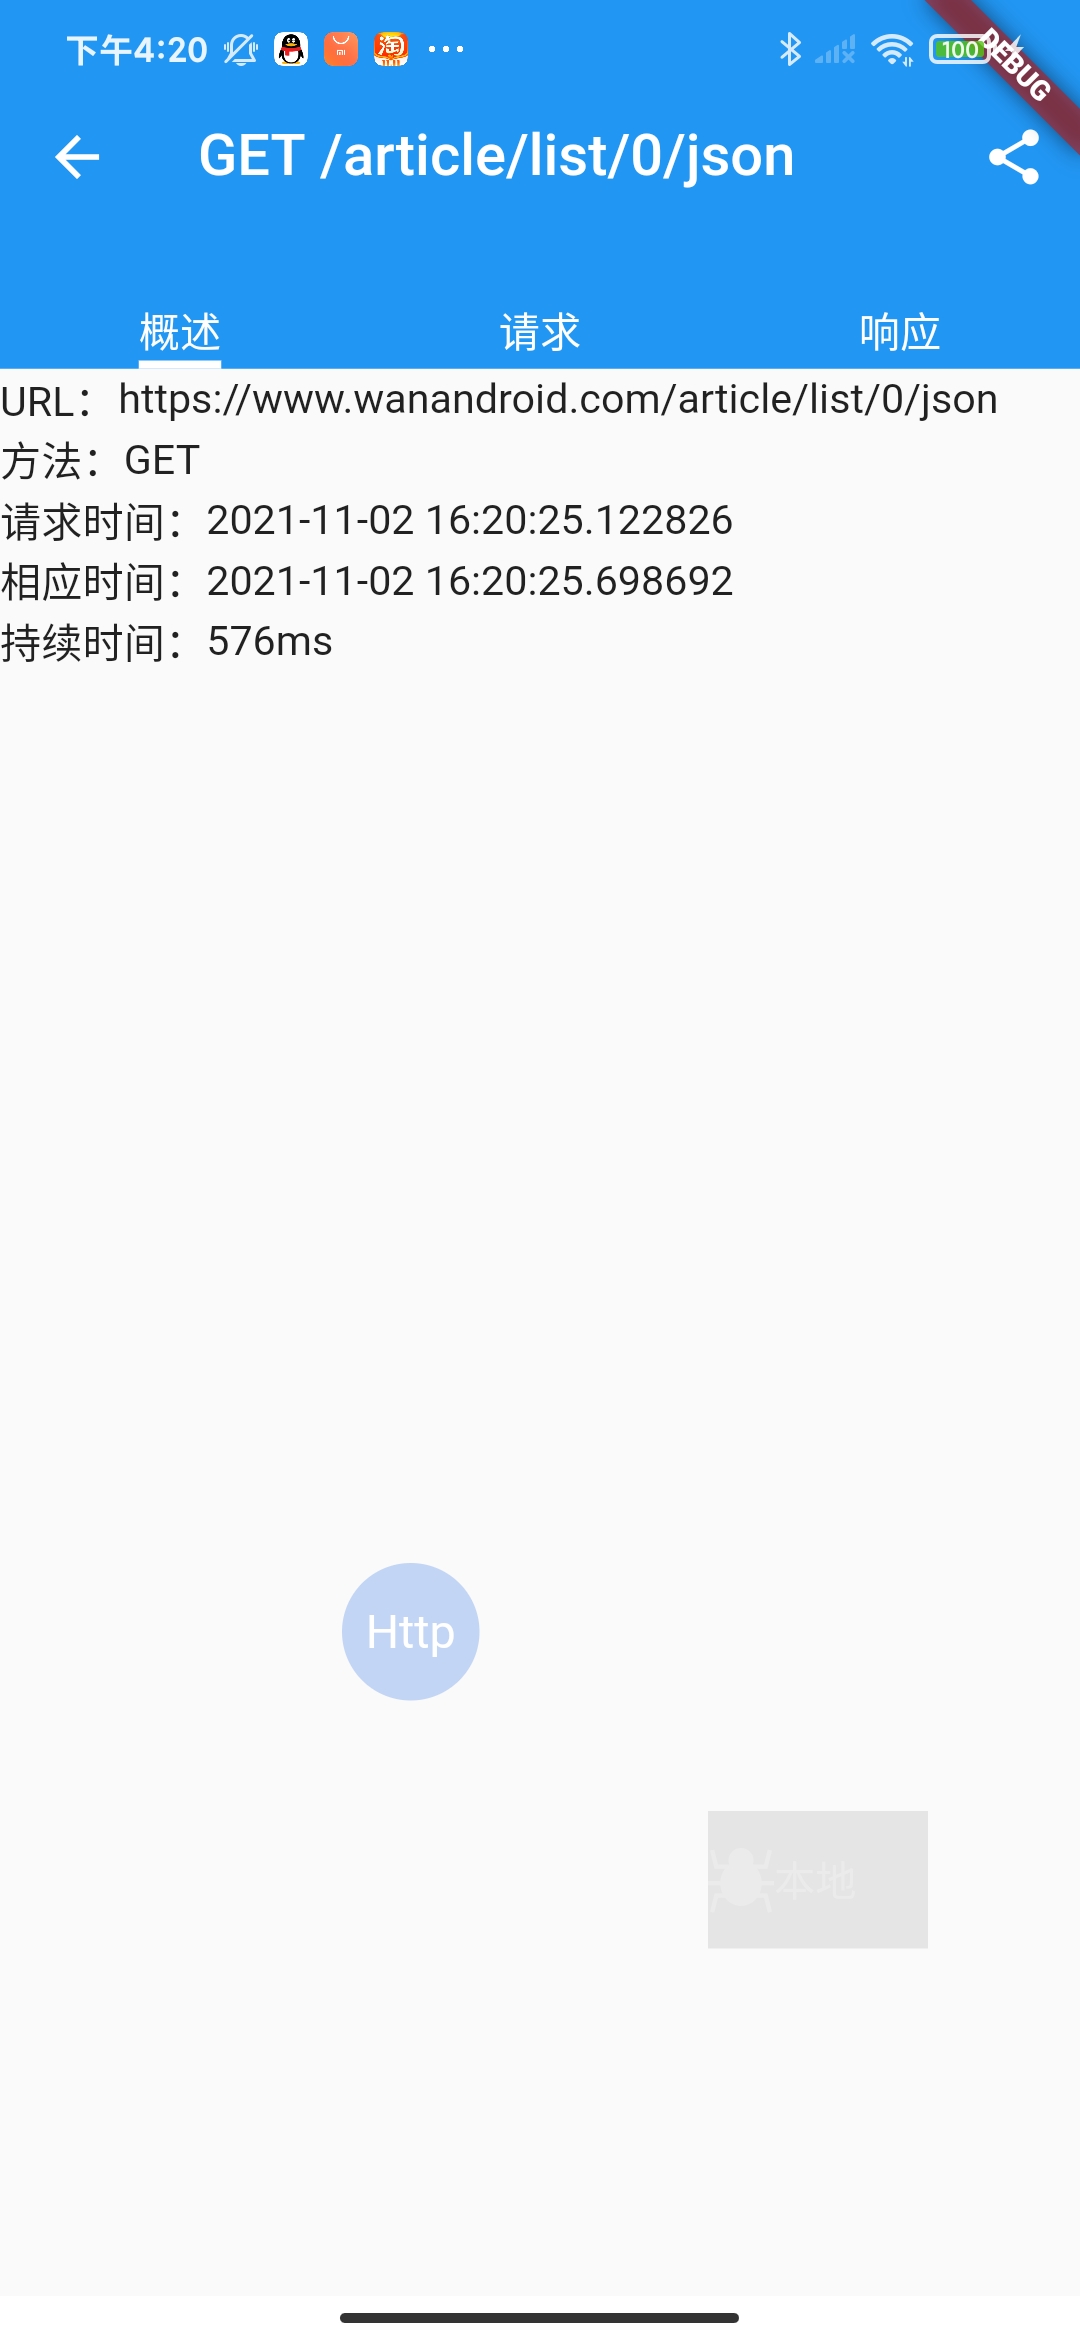 下午4:20
淘
100
DEBUG
GET /article/list/0/json
概述 请求 响应
URL：https://www.wanandroid.com/article/list/0/json
方法：GET
请求时间：2021-11-02 16:20:25.122826
相应时间：2021-11-02 16:20:25.698692
持续时间：576ms
Http
本地